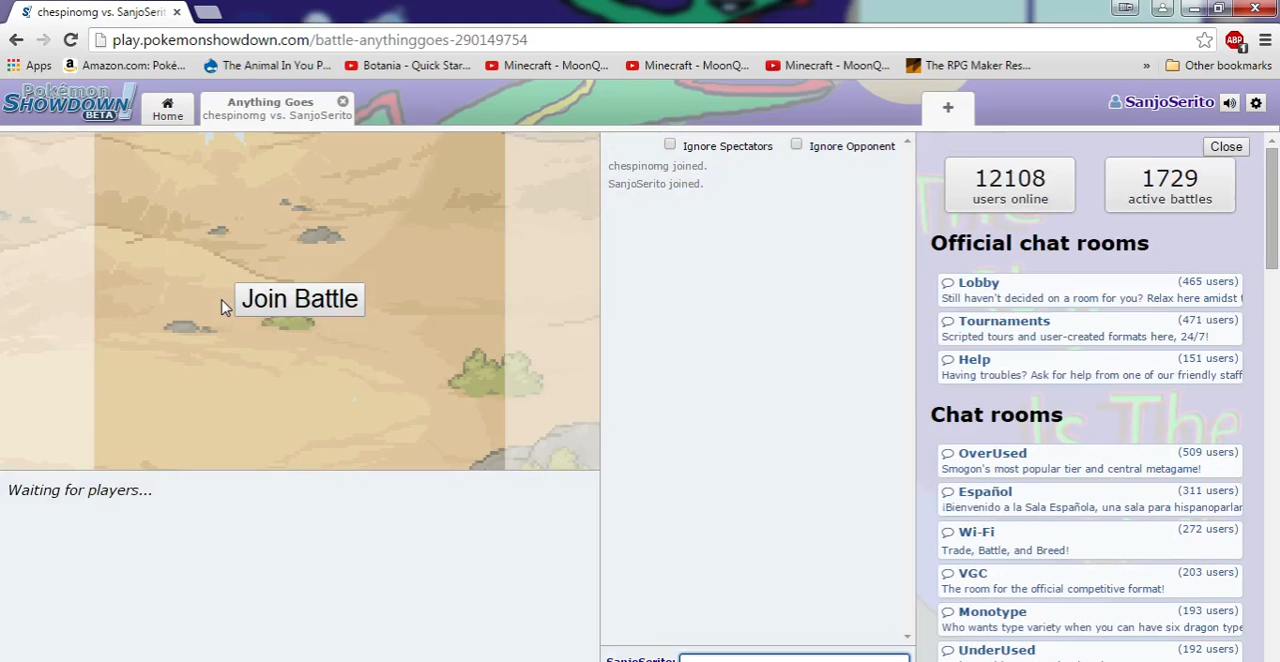 chespinomg vs. SanjoSerit
play.pokemonshowdown.com/battle-anythinggoes-290149754
ABP
1
Apps
Amazon.com: Poké...
The Animal In You P...
Botania - Quick Star...
Minecraft - MoonQ...
Minecraft - MoonQ...
Minecraft - MoonQ...
The RPG Maker Res...
»
Other bookmarks
Pokémon
SHOWDOWN!
BETA
Home
Anything Goes
chespinomg vs. SanjoSerito
+
SanjoSerito
Ignore Spectators
Ignore Opponent
chespinomg joined.
SanjoSerito joined.
Join Battle
Waiting for players...
SanjoSerito:
Close
12108
users online
1729
active battles
Official chat rooms
Lobby
(465 users)
Still haven't decided on a room for you? Relax here amidst t
Tournaments
(471 users)
Scripted tours and user-created formats here, 24/7!
Help
(151 users)
Having troubles? Ask for help from one of our friendly staff
Chat rooms
OverUsed
(509 users)
Smogon's most popular tier and central metagame!
Español
(311 users)
¡Bienvenido a la Sala Española, una sala para hispanoparlan
Wi-Fi
(272 users)
Trade, Battle, and Breed!
VGC
(203 users)
The room for the official competitive format!
Monotype
(193 users)
Who wants type variety when you can have six dragon type
UnderUsed
(192 users)
Is The